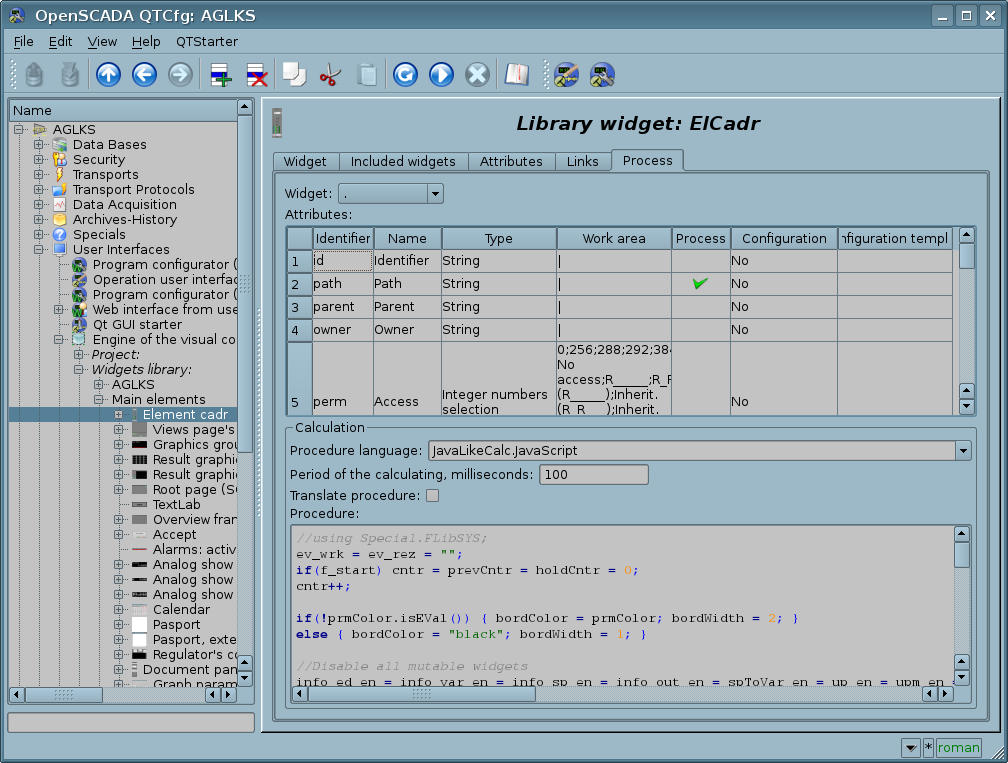 OpenSCADA QTCfg: AGLKS
File Edit View Help QTStarter
Name
AGLKS
Data Bases
Security
Transports
Transport Protocols
Data Acquisition
Archives-History
Specials
User Interfaces
Program configurator (
Operation user interfac
Program configurator (
Web interface from use
Qt GUI starter
Engine of the visual co
Project:
Widgets library:
AGLKS
Main elements
Element cadr
Views page's
Graphics grou
Result graphi
Result graphi
Root page (SC
TextLab
Overview fran
Accept
Alarms: activ
Analog show
Analog show
Analog show
Calendar
Pasport
Pasport, exte
Regulator's co
Document pan
Graph param
Library widget: ElCadr
Widget Included widgets Attributes Links Process
Widget: .
Attributes:
Identifier Name Type Work area Process Configuration nfiguration templ
1 id Identifier String | No
2 path Path String | No
3 parent Parent String | No
4 owner Owner String | No
5 perm Access Integer numbers selection 0;256;288;292;384 No
No
access;R_____;R_R
(R_____);Inherit.
(R_R___);Inherit.
Calculation
Procedure language: JavaLikeCalc.JavaScript
Period of the calculating, milliseconds: 100
Translate procedure:
Procedure:
//using Special.FLibSYS;
ev_wrk = ev_rez = "";
if(f_start) cntr = prevCntr = holdCntr = 0;
cntr++;
if(!prmColor.isEVal()) { bordColor = prmColor; bordWidth = 2; }
else { bordColor = "black"; bordWidth = 1; }
//Disable all mutable widgets
info_ed_en = info_var_en = info_sp_en = info_out_en = spToVar_en = up_en = upm_en =
* roman